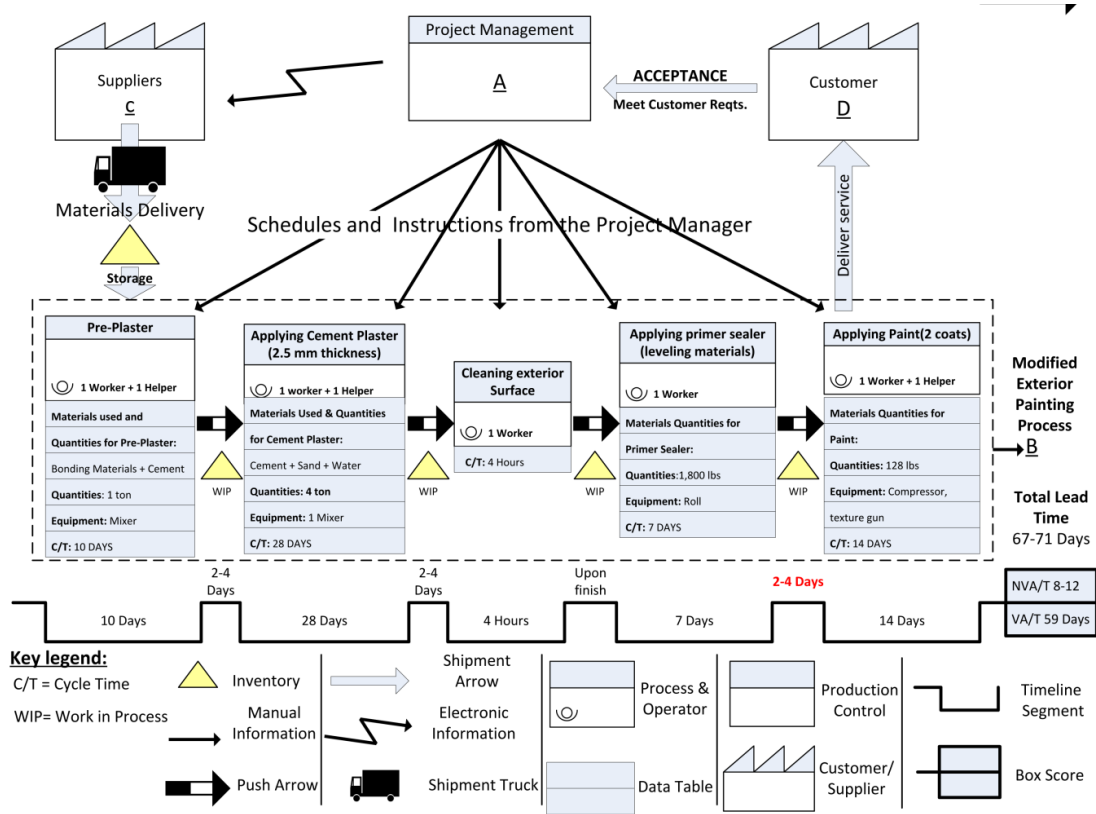 Project Management
A
Suppliers
C
Customer
D
ACCEPTANCE
Meet Customer Reqts.
Materials Delivery
Schedules and Instructions from the Project Manager
Deliver service
Storage
Pre-Plaster
1 Worker + 1 Helper
Materials used and
Quantities for Pre-Plaster:
Bonding Materials + Cement
Quantities: 1 ton
Equipment: Mixer
C/T: 10 DAYS
WIP
Applying Cement Plaster
(2.5 mm thickness)
1 worker + 1 Helper
Materials Used & Quantities
for Cement Plaster:
Cement + Sand + Water
Quantities: 4 ton
Equipment: 1 Mixer
C/T: 28 DAYS
WIP
Cleaning exterior
Surface
1 Worker
C/T: 4 Hours
WIP
Applying primer sealer
(leveling materials)
1 Worker
Materials Quantities for
Primer Sealer:
Quantities:1,800 lbs
Equipment: Roll
C/T: 7 DAYS
WIP
Applying Paint(2 coats)
1 Worker + 1 Helper
Materials Quantities for
Paint:
Quantities: 128 lbs
Equipment: Compressor,
texture gun
C/T: 14 DAYS
Modified
Exterior
Painting
Process
B
Total Lead
Time
67-71 Days
2-4
Days
2-4
Days
Upon
finish
2-4 Days
10 Days
28 Days
4 Hours
7 Days
14 Days
NVA/T 8-12
VA/T 59 Days
Key legend:
C/T = Cycle Time
WIP= Work in Process
Inventory
Manual
Information
Push Arrow
Shipment
Arrow
Electronic
Information
Shipment Truck
Process &
Operator
Data Table
Production
Control
Customer/
Supplier
Timeline
Segment
Box Score